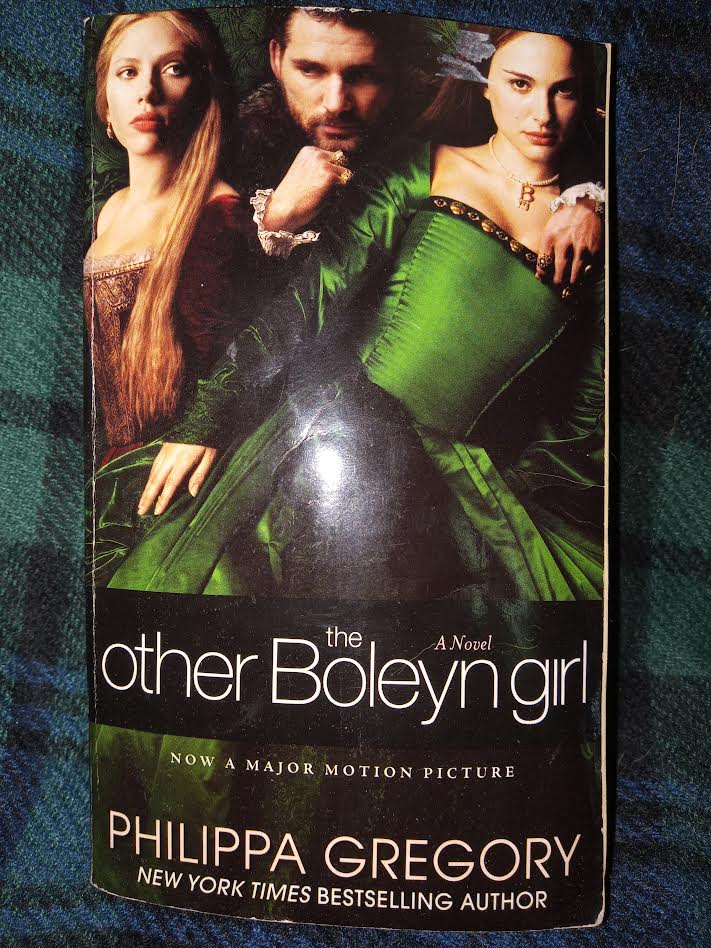 the
other Boleyn girl
A Novel
NOW A MAJOR MOTION PICTURE
PHILIPPA GREGORY
NEW YORK TIMES BESTSELLING AUTHOR
B